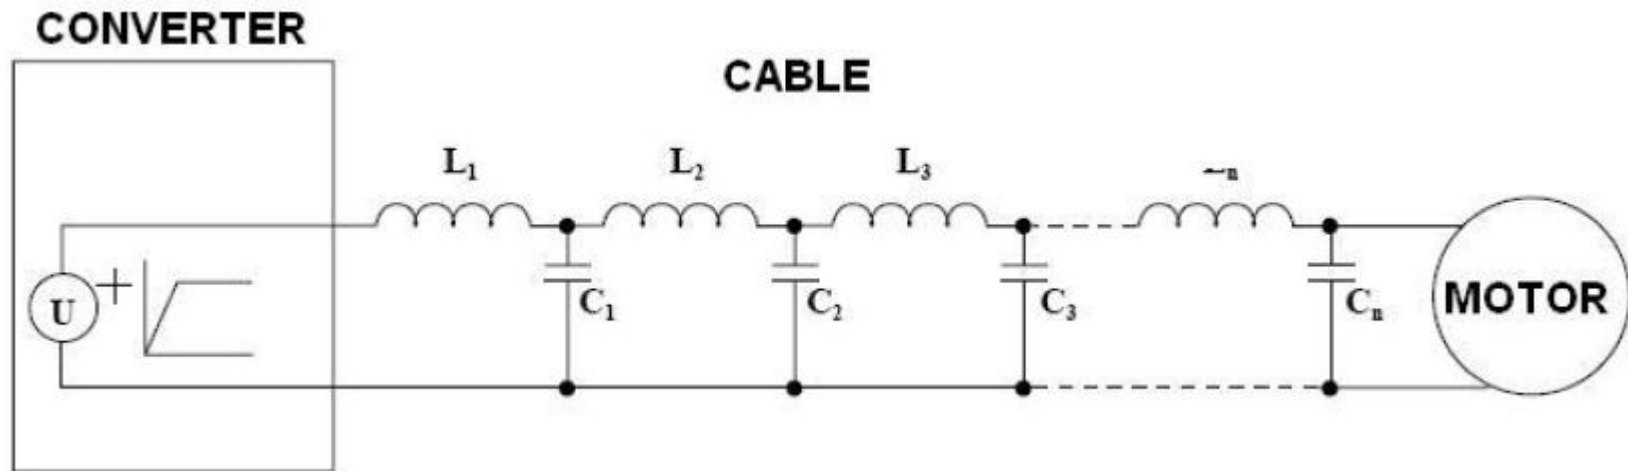 CONVERTER
CABLE
L₁
L₂
L₃
U
+
C₁
C₂
C₃
Cₙ
MOTOR